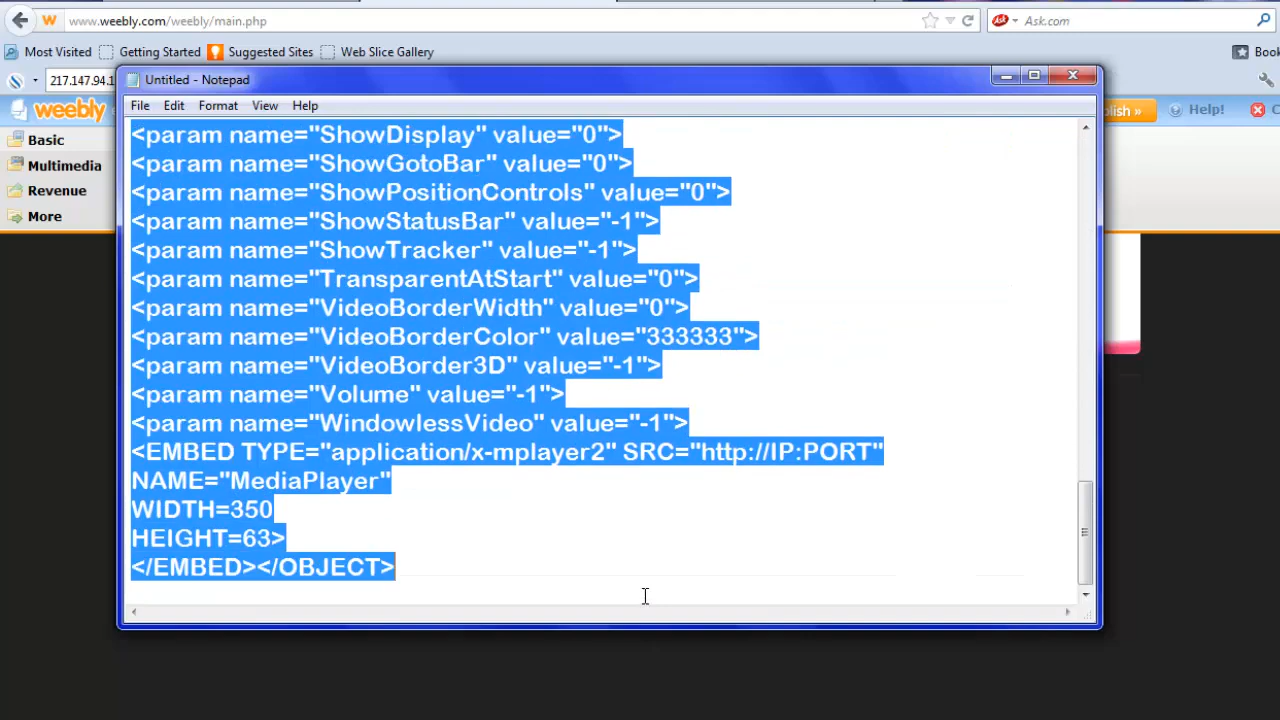 www.weebly.com/weebly/main.php
Ask.com
Most Visited
Getting Started
Suggested Sites
Web Slice Gallery
Book
217.147.94.1
Untitled - Notepad
weebly
File Edit Format View Help
lish »
Help!
Basic
Multimedia
Revenue
More
<param name="ShowDisplay" value="0">
<param name="ShowGotoBar" value="0">
<param name="ShowPositionControls" value="0">
<param name="ShowStatusBar" value="-1">
<param name="ShowTracker" value="-1">
<param name="TransparentAtStart" value="0">
<param name="VideoBorderWidth" value="0">
<param name="VideoBorderColor" value="333333">
<param name="VideoBorder3D" value="-1">
<param name="Volume" value="-1">
<param name="WindowlessVideo" value="-1">
<EMBED TYPE="application/x-mplayer2" SRC="http://IP:PORT"
NAME="MediaPlayer"
WIDTH=350
HEIGHT=63>
</EMBED></OBJECT>